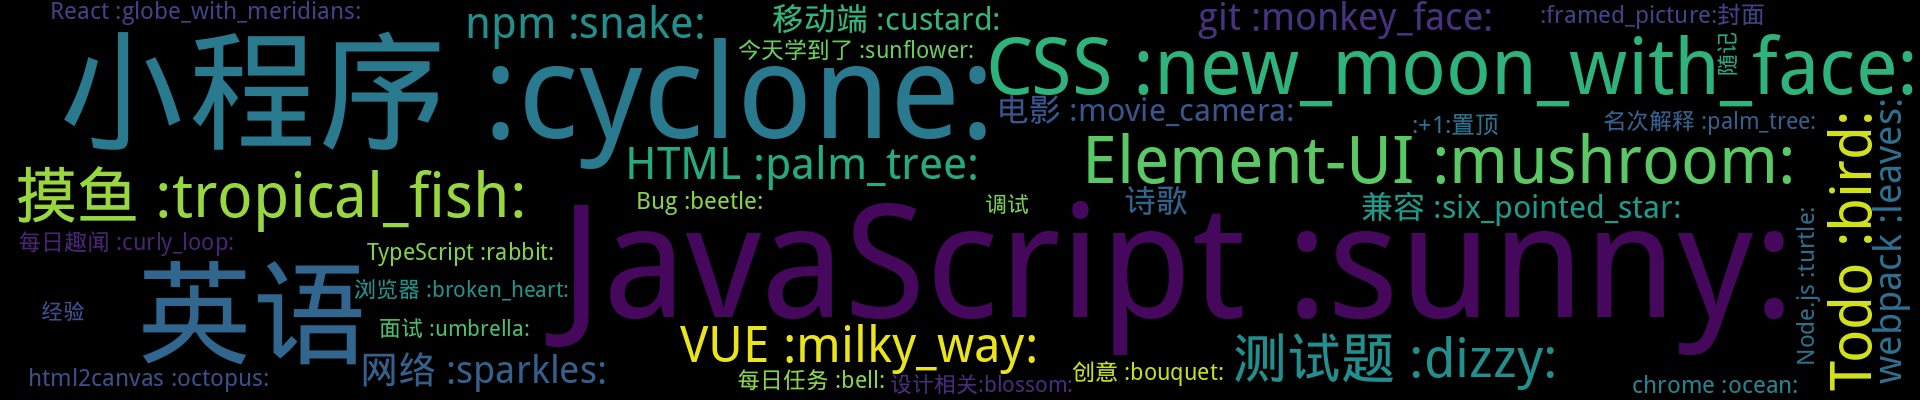 React :globe_with_meridians:
npm :snake:
移动端 :custard:
git :monkey_face:
:framed_picture:封面
小程序 :cyclone:
今天学到了 :sunflower:
CSS :new_moon_with_face:
随记
电影 :movie_camera:
:+1:置顶
名次解释 :palm_tree:
HTML :palm_tree:
Element-UI :mushroom:
摸鱼 :tropical_fish:
Bug :beetle:
调试
诗歌
兼容 :six_pointed_star:
每日趣闻 :curly_loop:
TypeScript :rabbit:
JavaScript :sunny:
英语
浏览器 :broken_heart:
经验
面试 :umbrella:
VUE :milky_way:
测试题 :dizzy:
网络 :sparkles:
html2canvas :octopus:
每日任务 :bell:
设计相关:blossom:
创意 :bouquet:
chrome :ocean:
Node.js :turtle:
Todo :bird:
webpack :leaves: